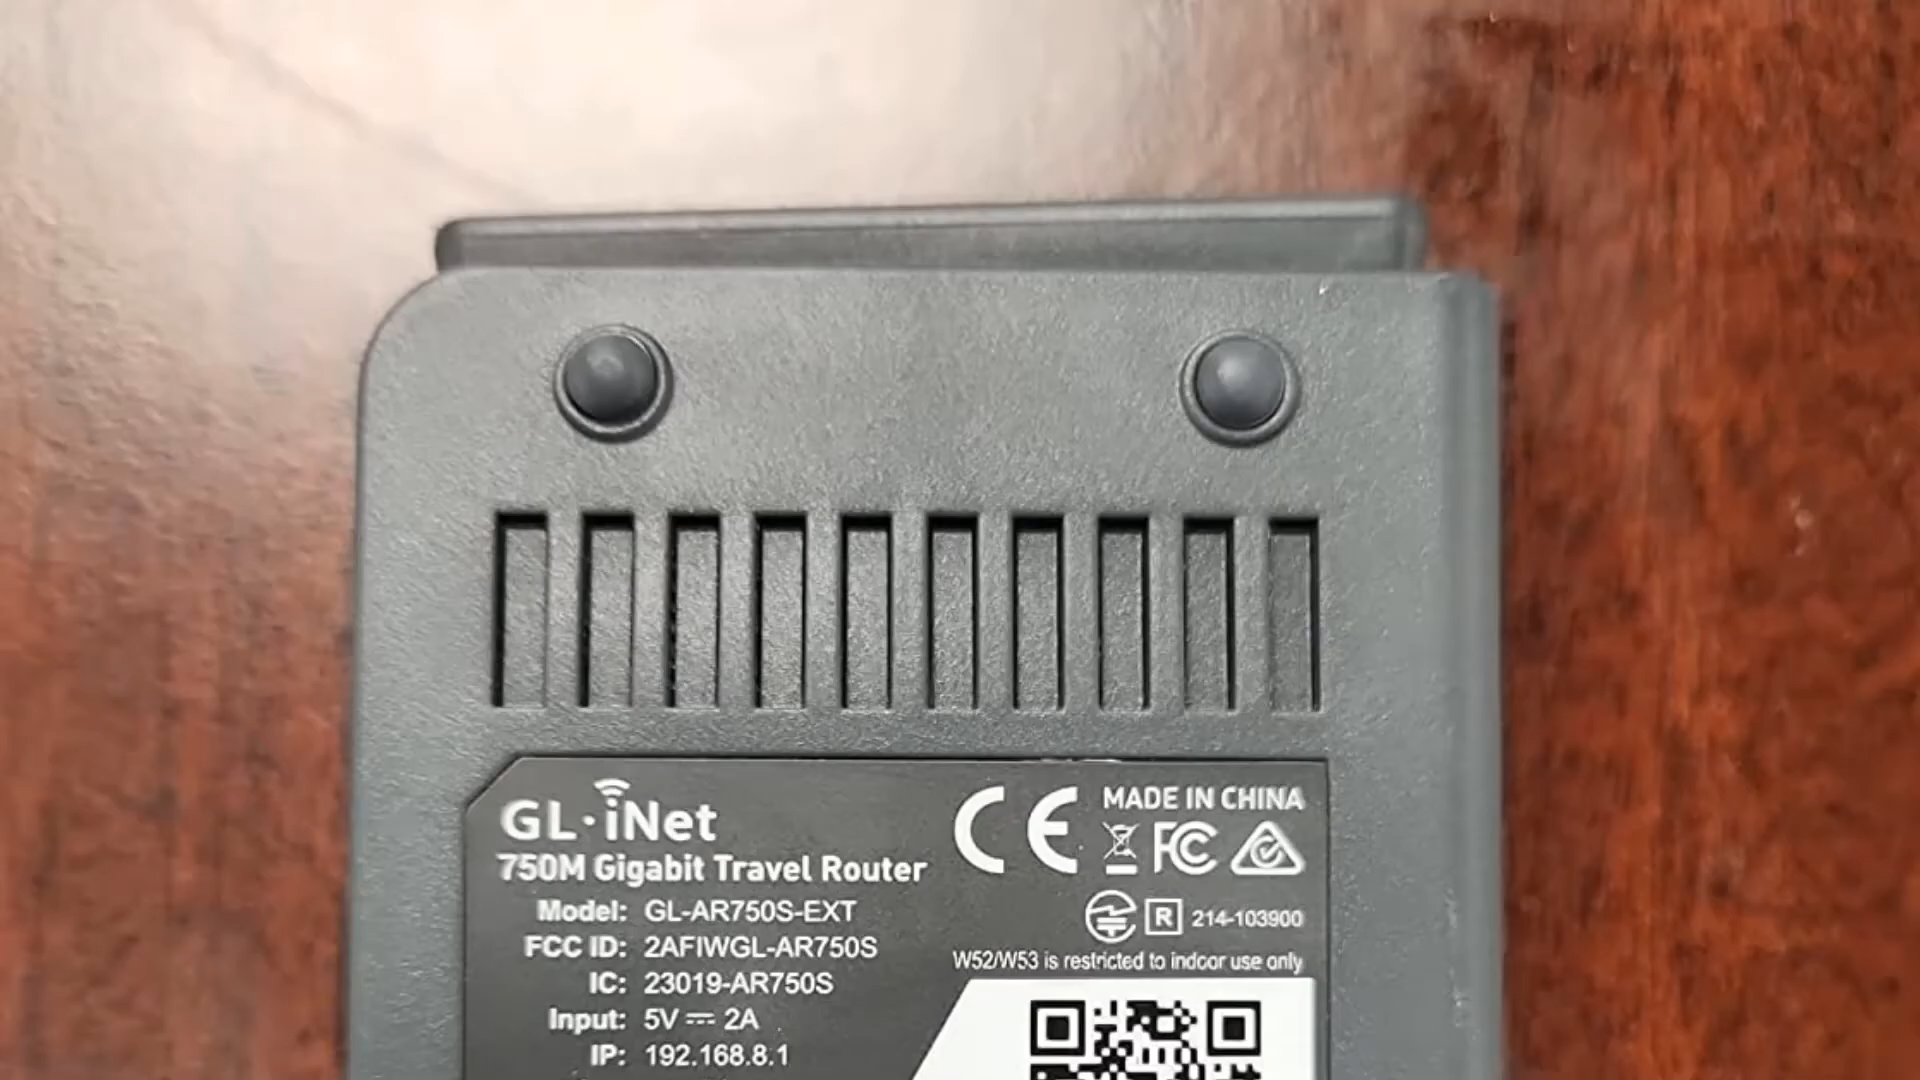 GL·iNet
750M Gigabit Travel Router
Model: GL-AR750S-EXT
FCC ID: 2AFIWGL-AR750S
IC: 23019-AR750S
Input: 5V ⎓ 2A
IP: 192.168.8.1
CE
MADE IN CHINA
FC
R 214-103900
W52/W53 is restricted to indoor use only